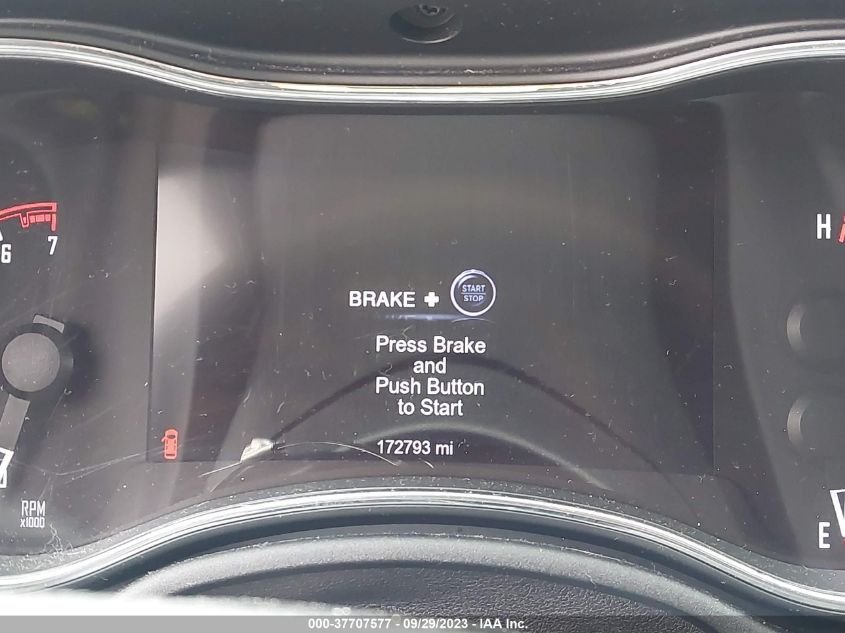 6 7
H
BRAKE + START
STOP
Press Brake
and
Push Button
to Start
172793 mi
RPM
x1000
E
000-37707577 - 09/29/2023 - IAA Inc.